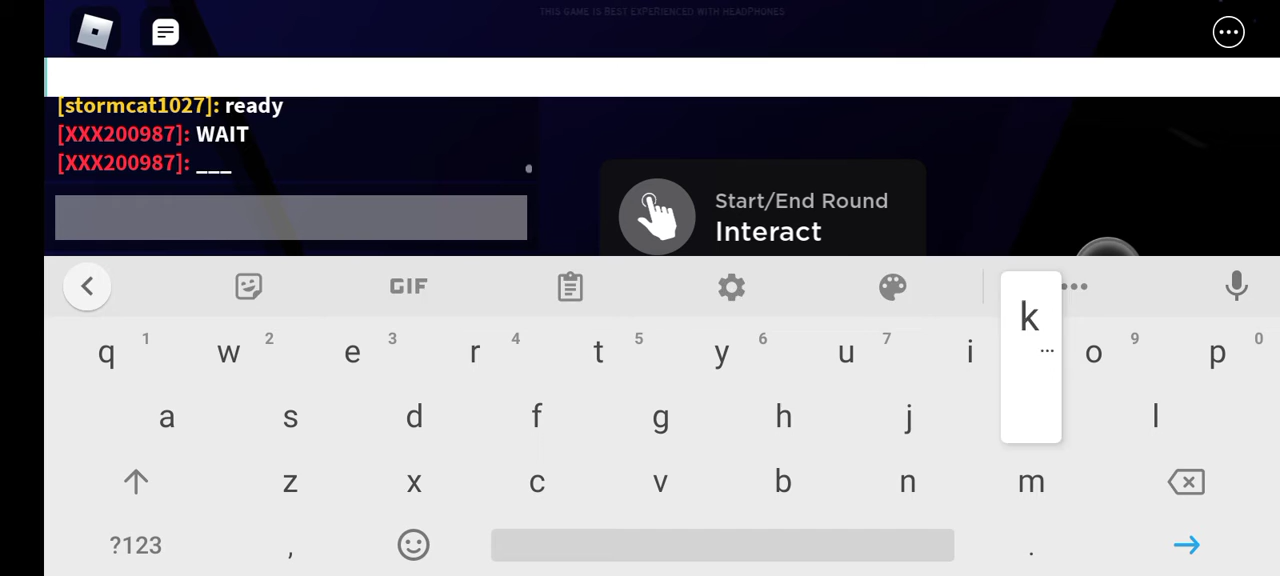 THIS GAME IS BEST EXPERIENCED WITH HEADPHONES
[stormcat1027]: ready
[XXX200987]: WAIT
[XXX200987]: ___
Start/End Round
Interact
GIF
k
...
q 1 w 2 e 3 r 4 t 5 y 6 u 7 i o 9 p 0
a s d f g h j l
z x c v b n m
?123 , .